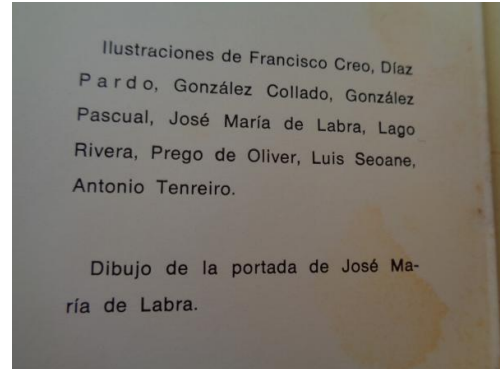 Ilustraciones de Francisco Creo, Díaz
Pardo, González Collado, González
Pascual, José María de Labra, Lago
Rivera, Prego de Oliver, Luis Seoane,
Antonio Tenreiro.
Dibujo de la portada de José Ma-
ría de Labra.